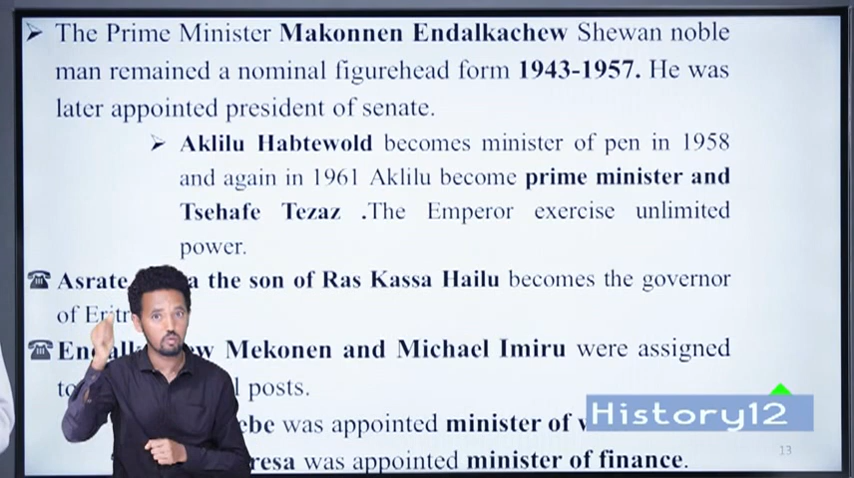 The Prime Minister Makonnen Endalkachew Shewan noble
man remained a nominal figurehead form 1943-1957. He was
later appointed president of senate.
Aklilu Habtewold becomes minister of pen in 1958
and again in 1961 Aklilu become prime minister and
Tsehafe Tezaz .The Emperor exercise unlimited
power.
Asrate the son of Ras Kassa Hailu becomes the governor
of
Mekonen and Michael Imiru were assigned
posts.
was appointed minister of
was appointed minister of finance.
History12
13